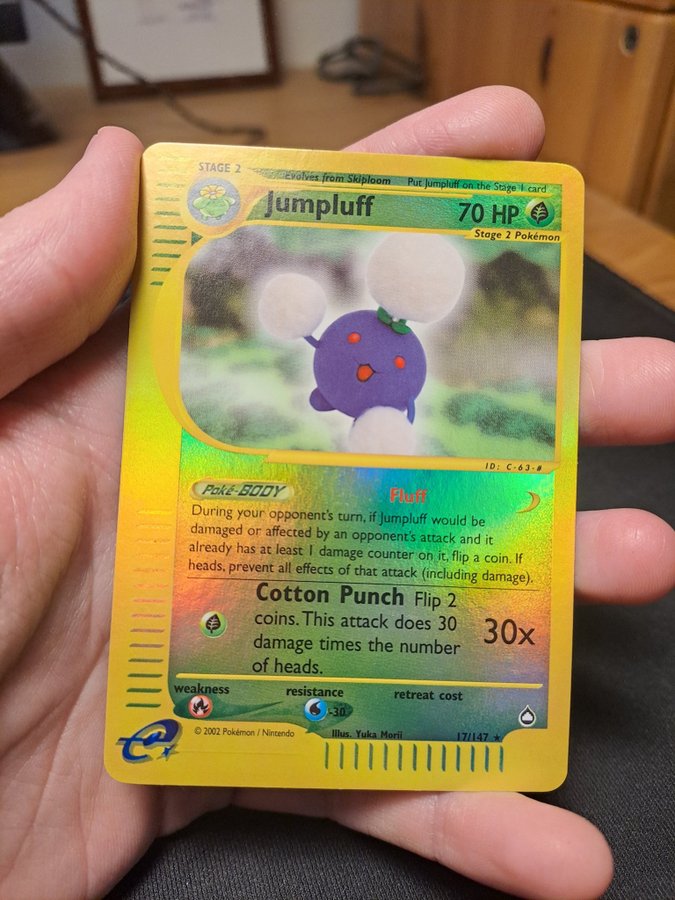 STAGE 2
Evolves from Skiploom Put Jumpluff on the Stage 1 card
Jumpluff 70 HP
Stage 2 Pokémon
ID: C-63-#
Poké-BODY Fluff
During your opponent's turn, if Jumpluff would be
damaged or affected by an opponent's attack and it
already has at least 1 damage counter on it, flip a coin. If
heads, prevent all effects of that attack (including damage).
Cotton Punch Flip 2
coins. This attack does 30
damage times the number
of heads.
30x
weakness resistance retreat cost
-30
e
© 2002 Pokémon / Nintendo Illus. Yuka Morii 17/147 ★